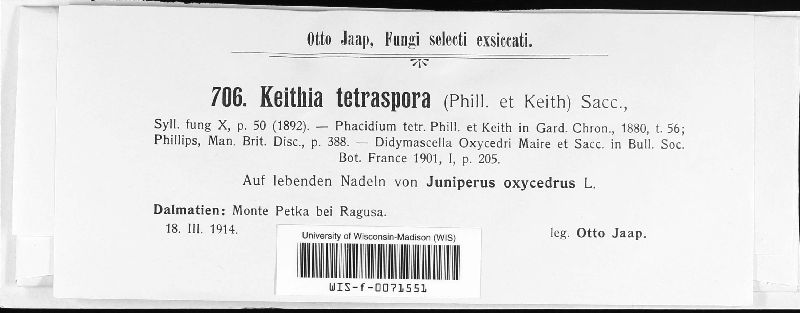 Otto Jaap, Fungi selecti exsiccati.
706. Keithia tetraspora (Phill. et Keith) Sacc.,
Syll. fung X, p. 50 (1892). — Phacidium tetr. Phill. et Keith in Gard. Chron., 1880, t. 56;
Phillips, Man. Brit. Disc., p. 388. — Didymascella Oxycedri Maire et Sacc. in Bull. Soc.
Bot. France 1901, I, p. 205.
Auf lebenden Nadeln von Juniperus oxycedrus L.
Dalmatien: Monte Petka bei Ragusa.
18. III. 1914.
leg. Otto Jaap.
University of Wisconsin-Madison (WIS)
WIS-f-0071551